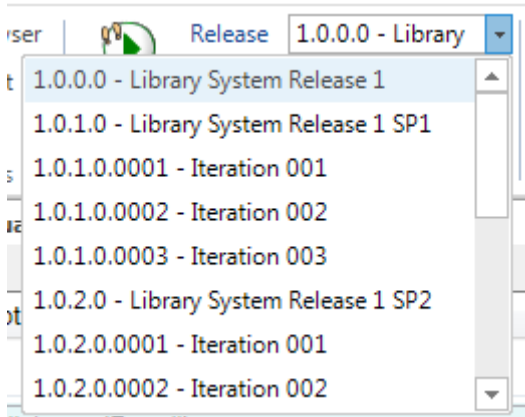 ser Release 1.0.0.0 - Library
1.0.0.0 - Library System Release 1
1.0.1.0 - Library System Release 1 SP1
1.0.1.0.0001 - Iteration 001
1.0.1.0.0002 - Iteration 002
1.0.1.0.0003 - Iteration 003
1.0.2.0 - Library System Release 1 SP2
1.0.2.0.0001 - Iteration 001
1.0.2.0.0002 - Iteration 002